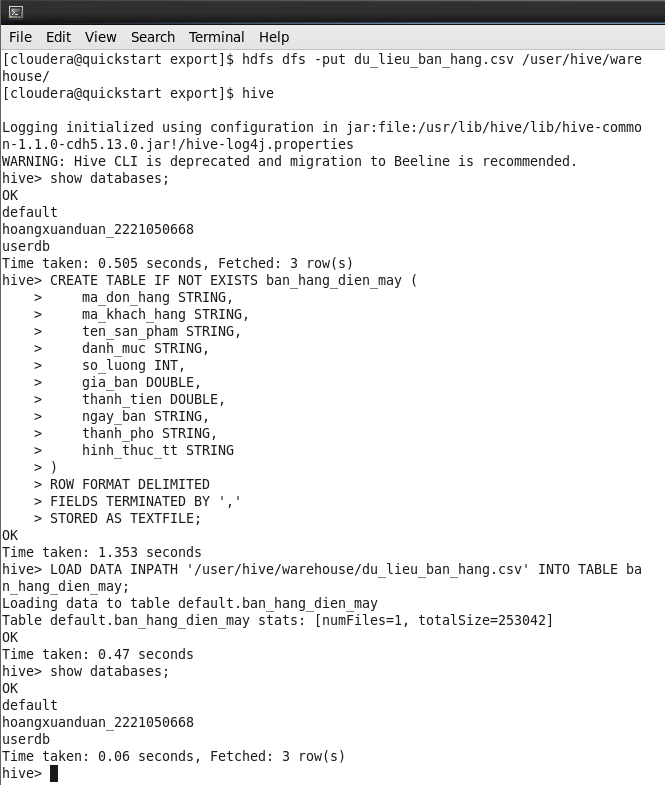 File Edit View Search Terminal Help
[cloudera@quickstart export]$ hdfs dfs -put du_lieu_ban_hang.csv /user/hive/ware
house/
[cloudera@quickstart export]$ hive

Logging initialized using configuration in jar:file:/usr/lib/hive/lib/hive-commo
n-1.1.0-cdh5.13.0.jar!/hive-log4j.properties
WARNING: Hive CLI is deprecated and migration to Beeline is recommended.
hive> show databases;
OK
default
hoangxuanduan_2221050668
userdb
Time taken: 0.505 seconds, Fetched: 3 row(s)
hive> CREATE TABLE IF NOT EXISTS ban_hang_dien_may (
    >     ma_don_hang STRING,
    >     ma_khach_hang STRING,
    >     ten_san_pham STRING,
    >     danh_muc STRING,
    >     so_luong INT,
    >     gia_ban DOUBLE,
    >     thanh_tien DOUBLE,
    >     ngay_ban STRING,
    >     thanh_pho STRING,
    >     hinh_thuc_tt STRING
    > )
    > ROW FORMAT DELIMITED
    > FIELDS TERMINATED BY ','
    > STORED AS TEXTFILE;
OK
Time taken: 1.353 seconds
hive> LOAD DATA INPATH '/user/hive/warehouse/du_lieu_ban_hang.csv' INTO TABLE ba
n_hang_dien_may;
Loading data to table default.ban_hang_dien_may
Table default.ban_hang_dien_may stats: [numFiles=1, totalSize=253042]
OK
Time taken: 0.47 seconds
hive> show databases;
OK
default
hoangxuanduan_2221050668
userdb
Time taken: 0.06 seconds, Fetched: 3 row(s)
hive>